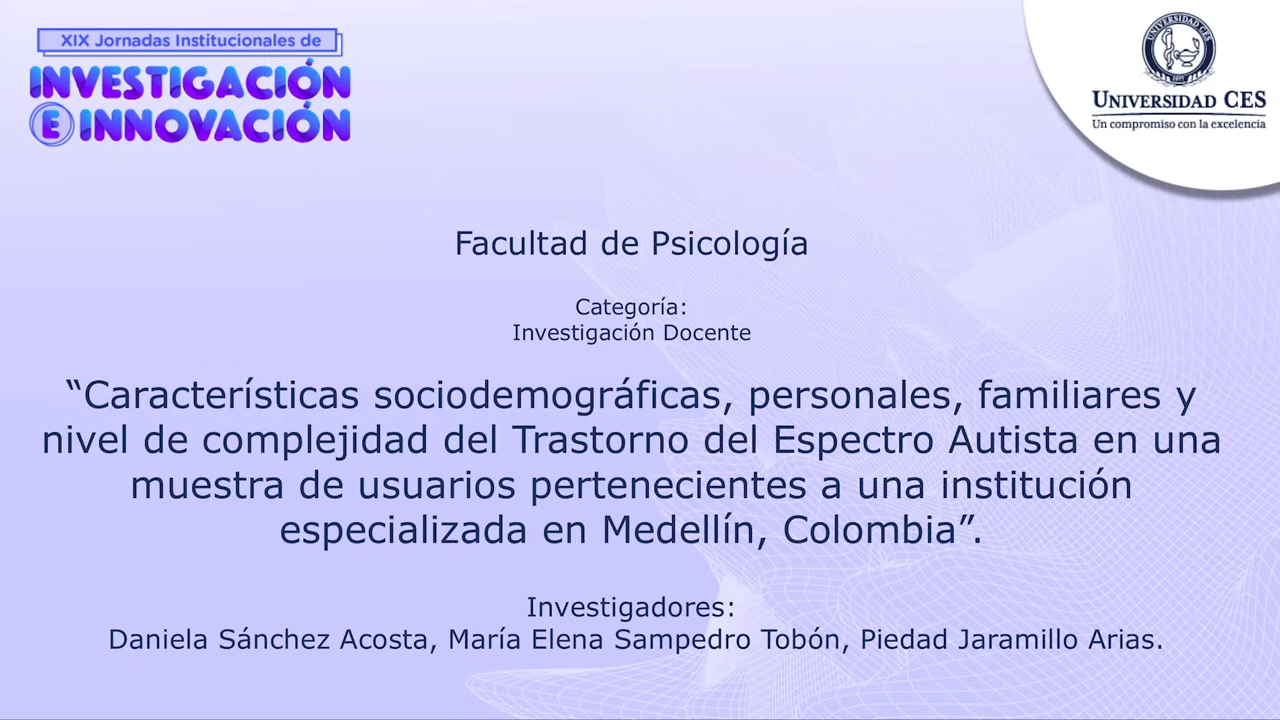 XIX Jornadas Institucionales de
INVESTIGACIÓN
E INNOVACIÓN
UNIVERSIDAD CES
UNIVERSIDAD CES
Un compromiso con la excelencia
Facultad de Psicología
Categoría:
Investigación Docente
“Características sociodemográficas, personales, familiares y
nivel de complejidad del Trastorno del Espectro Autista en una
muestra de usuarios pertenecientes a una institución
especializada en Medellín, Colombia”.
Investigadores:
Daniela Sánchez Acosta, María Elena Sampedro Tobón, Piedad Jaramillo Arias.